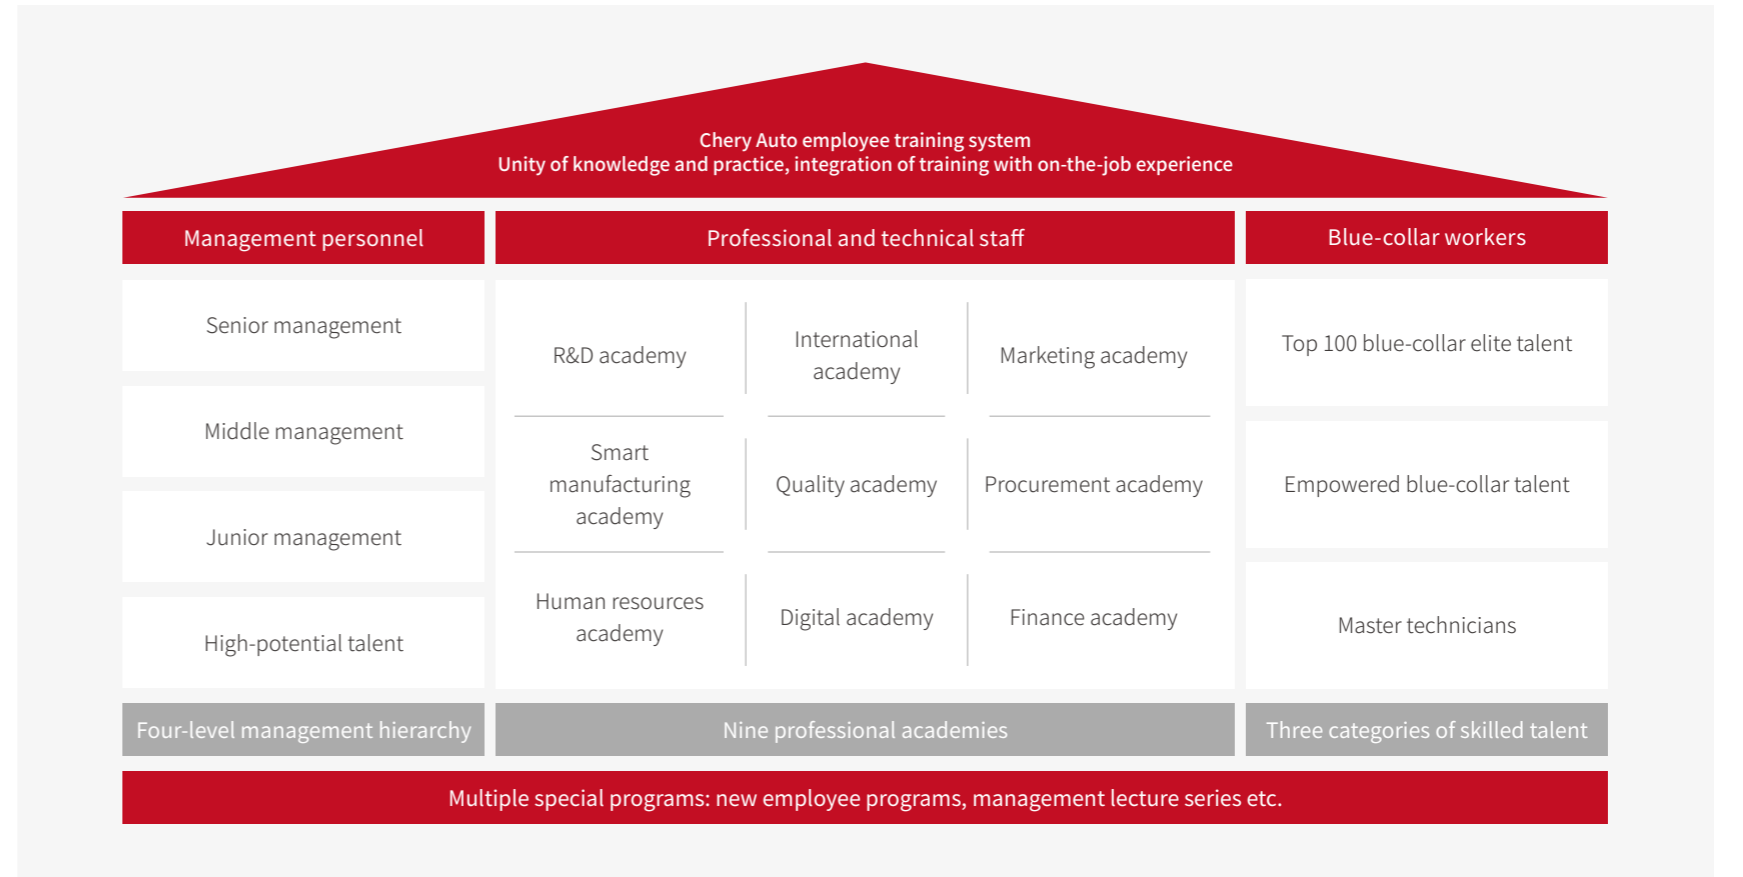 Chery Auto employee training system
Unity of knowledge and practice, integration of training with on-the-job experience
Management personnel
Senior management
Middle management
Junior management
High-potential talent
Four-level management hierarchy
Professional and technical staff
R&D academy
International
academy
Marketing academy
Smart
manufacturing
academy
Quality academy
Procurement academy
Human resources
academy
Digital academy
Finance academy
Nine professional academies
Blue-collar workers
Top 100 blue-collar elite talent
Empowered blue-collar talent
Master technicians
Three categories of skilled talent
Multiple special programs: new employee programs, management lecture series etc.